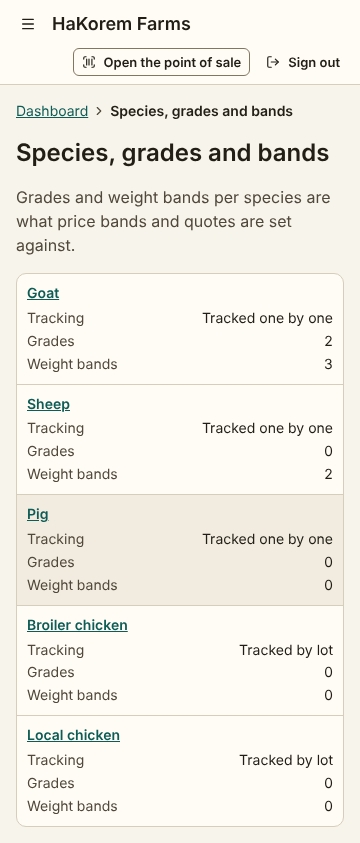 HaKorem Farms
Open the point of sale
Sign out
Dashboard > Species, grades and bands
Species, grades and bands
Grades and weight bands per species are
what price bands and quotes are set
against.
Goat
Tracking Tracked one by one
Grades 2
Weight bands 3
Sheep
Tracking Tracked one by one
Grades 0
Weight bands 2
Pig
Tracking Tracked one by one
Grades 0
Weight bands 0
Broiler chicken
Tracking Tracked by lot
Grades 0
Weight bands 0
Local chicken
Tracking Tracked by lot
Grades 0
Weight bands 0